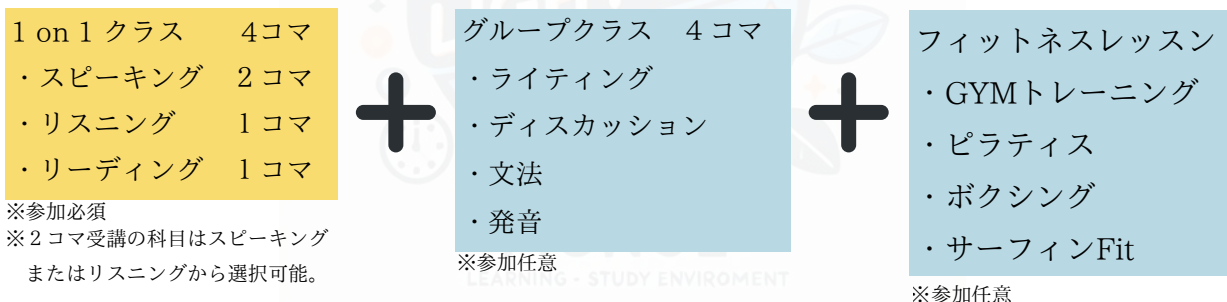 1 on 1 クラス　　4コマ
・スピーキング　２コマ
・リスニング　　１コマ
・リーディング　１コマ
※参加必須
※２コマ受講の科目はスピーキング
またはリスニングから選択可能。
グループクラス　４コマ
・ライティング
・ディスカッション
・文法
・発音
※参加任意
LEARNING・STUDY ENVIROMENT
フィットネスレッスン
・GYMトレーニング
・ピラティス
・ボクシング
・サーフィンFit
※参加任意